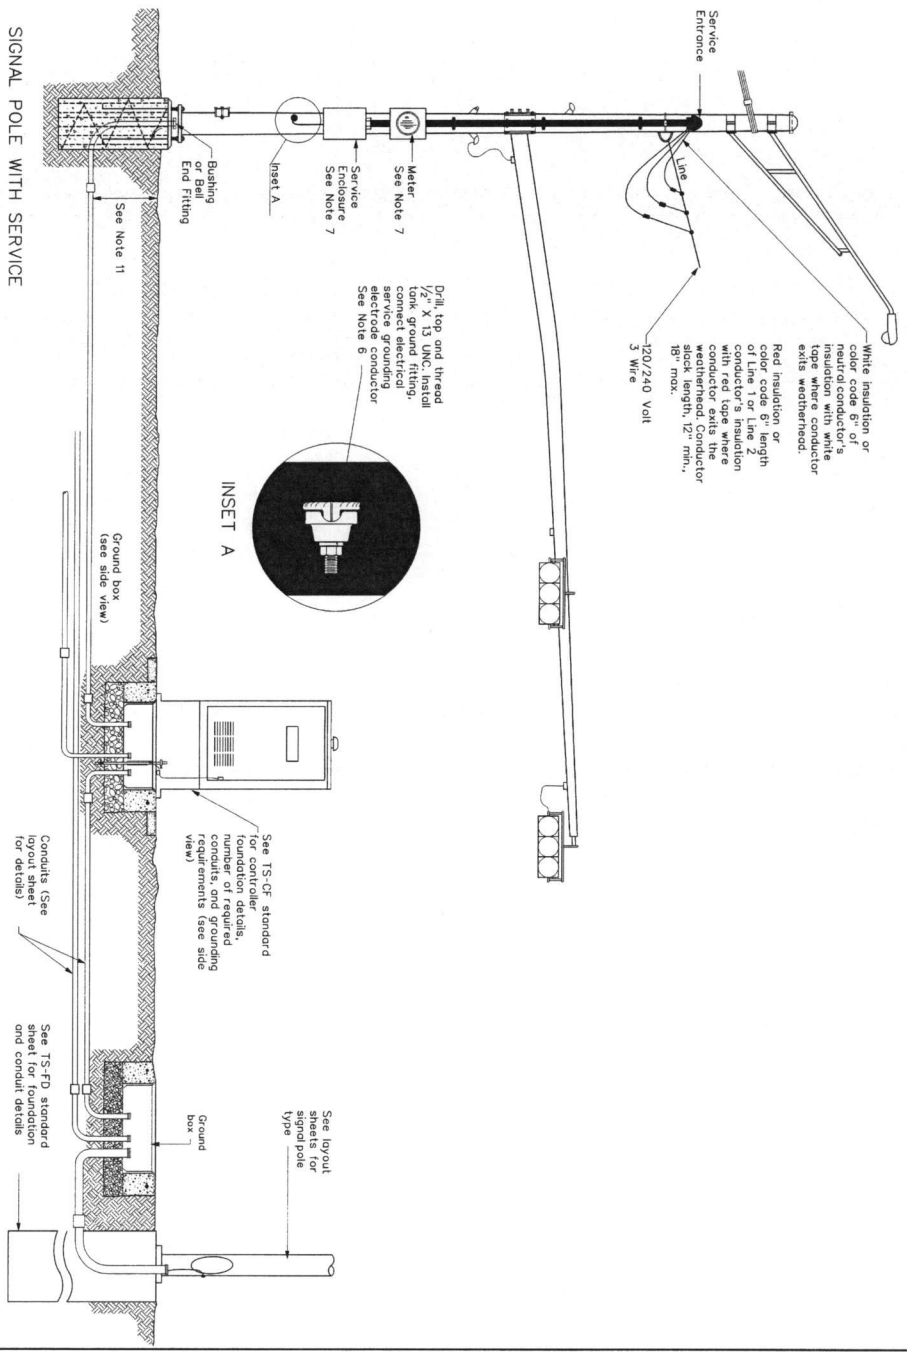 White insulation or
color code 6" of
neutral conductor's
insulation with white
tape where conductor
exits weatherhead.
Red insulation or
color code 6" length
of Line 1 or Line 2
conductor's insulation
with red tape where
conductor exits the
weatherhead. Conductor
slack length, 12" min.,
18" max.
120/240 Volt
3 Wire
Service
Entrance
Line
Meter
See Note 7
Service
Enclosure
See Note 7
Inset A
Bushing
or Bell
End Fitting
See Note 11
Drill, tap and thread
1/2" X 13 UNC. Install
tank ground fitting,
connect electrical
service grounding
electrode conductor
See Note 6
INSET A
Ground box
(see side view)
See TS-CF standard
for controller
foundation details,
number of required
conduits, and grounding
requirements (see side
view)
Conduits (See
layout sheet
for details)
See layout
sheets for
signal pole
type
Ground
box
See TS-FD standard
sheet for foundation
and conduit details
SIGNAL POLE WITH SERVICE